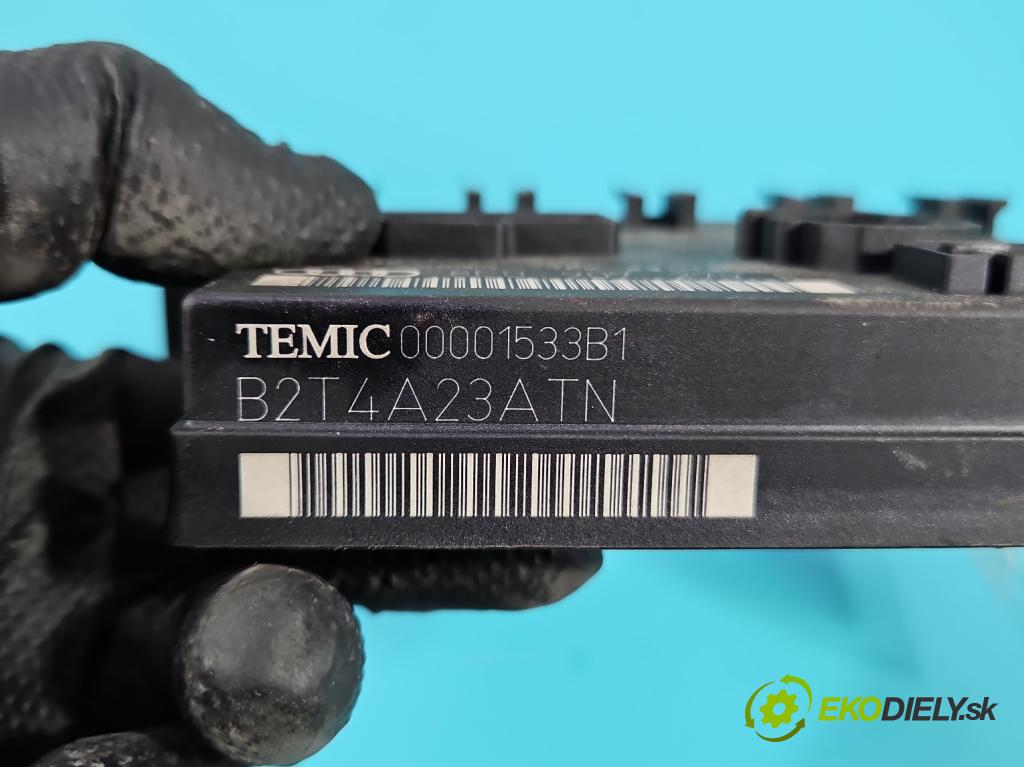 TEMIC 00001533B1
B2T4A23ATN
EKODIELY.sk